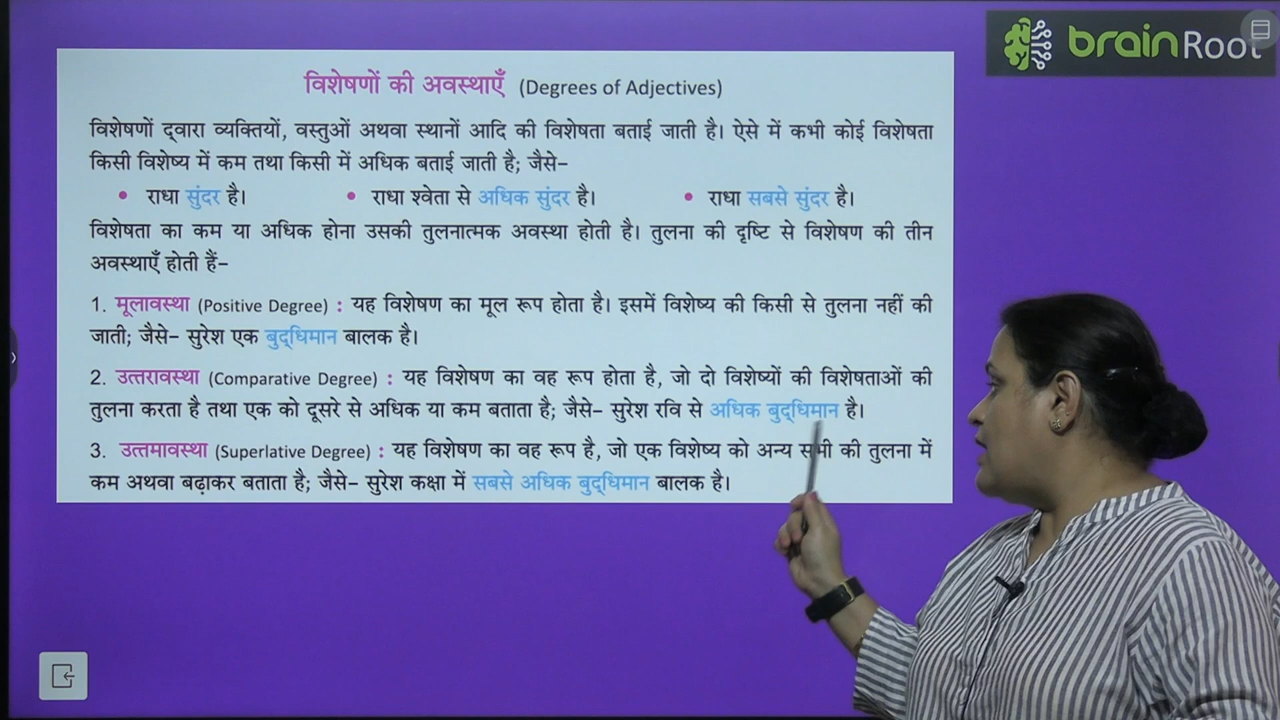 brainRoot
विशेषणों की अवस्थाएँ (Degrees of Adjectives)
विशेषणों द्वारा व्यक्तियों, वस्तुओं अथवा स्थानों आदि की विशेषता बताई जाती है। ऐसे में कभी कोई विशेषता
किसी विशेष्य में कम तथा किसी में अधिक बताई जाती है; जैसे–
• राधा सुंदर है। • राधा श्वेता से अधिक सुंदर है। • राधा सबसे सुंदर है।
विशेषता का कम या अधिक होना उसकी तुलनात्मक अवस्था होती है। तुलना की दृष्टि से विशेषण की तीन
अवस्थाएँ होती हैं–
1. मूलावस्था (Positive Degree) : यह विशेषण का मूल रूप होता है। इसमें विशेष्य की किसी से तुलना नहीं की
जाती; जैसे– सुरेश एक बुद्धिमान बालक है।
2. उत्तरावस्था (Comparative Degree) : यह विशेषण का वह रूप होता है, जो दो विशेष्यों की विशेषताओं की
तुलना करता है तथा एक को दूसरे से अधिक या कम बताता है; जैसे– सुरेश रवि से अधिक बुद्धिमान है।
3. उत्तमावस्था (Superlative Degree) : यह विशेषण का वह रूप है, जो एक विशेष्य को अन्य सभी की तुलना में
कम अथवा बढ़ाकर बताता है; जैसे– सुरेश कक्षा में सबसे अधिक बुद्धिमान बालक है।